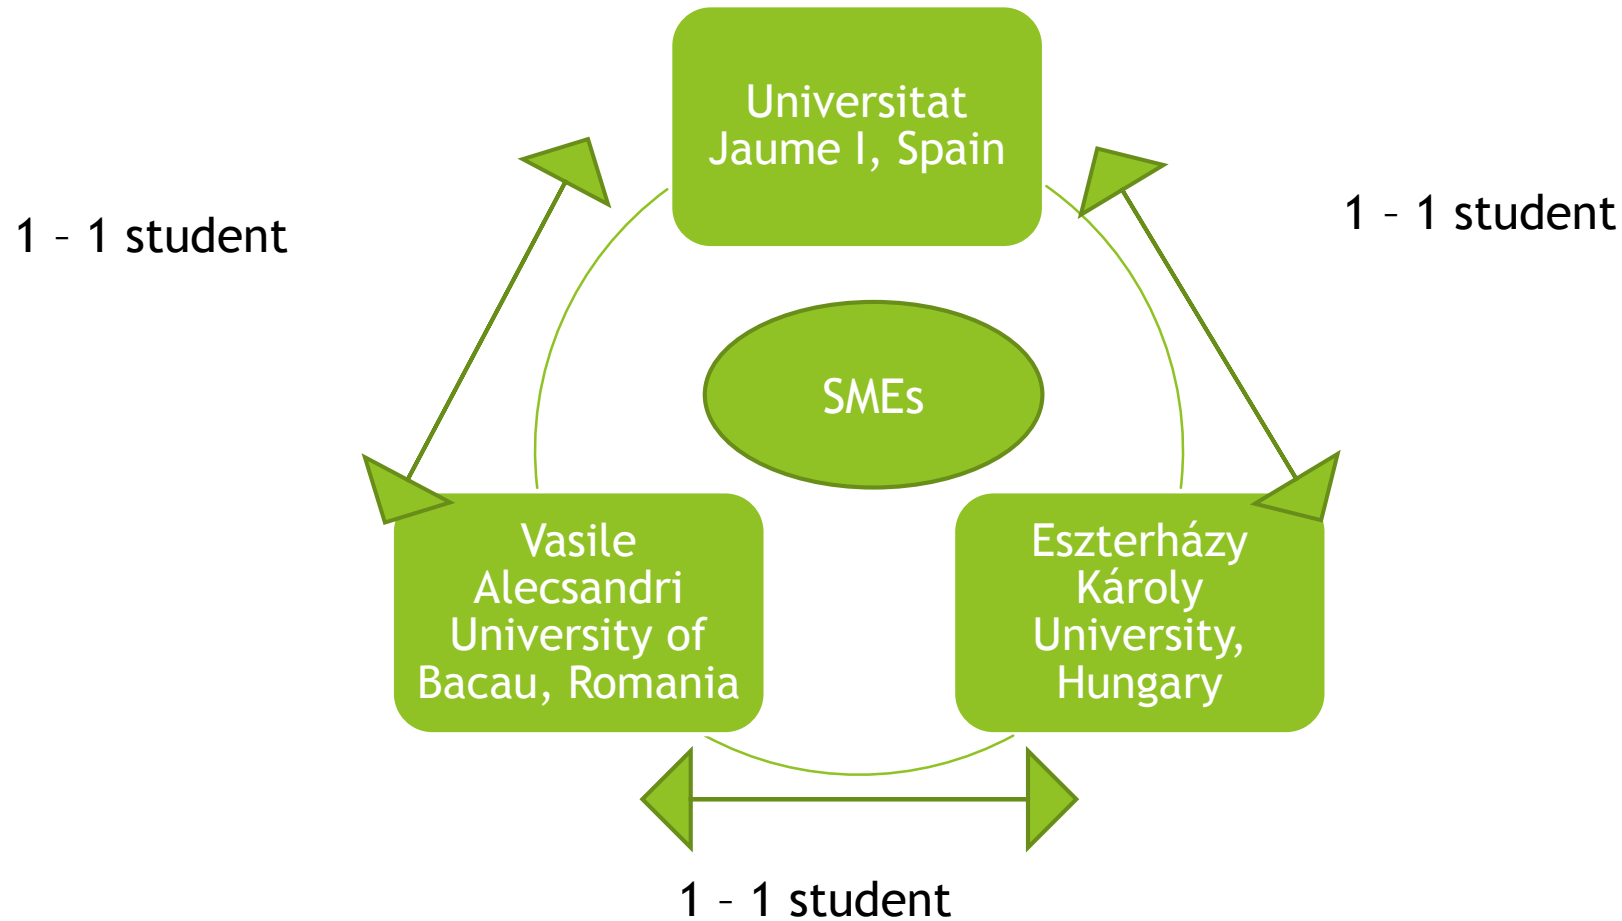 Universitat
Jaume I, Spain
1 – 1 student
1 – 1 student
SMEs
Vasile
Alecsandri
University of
Bacau, Romania
Eszterházy
Károly
University,
Hungary
1 – 1 student